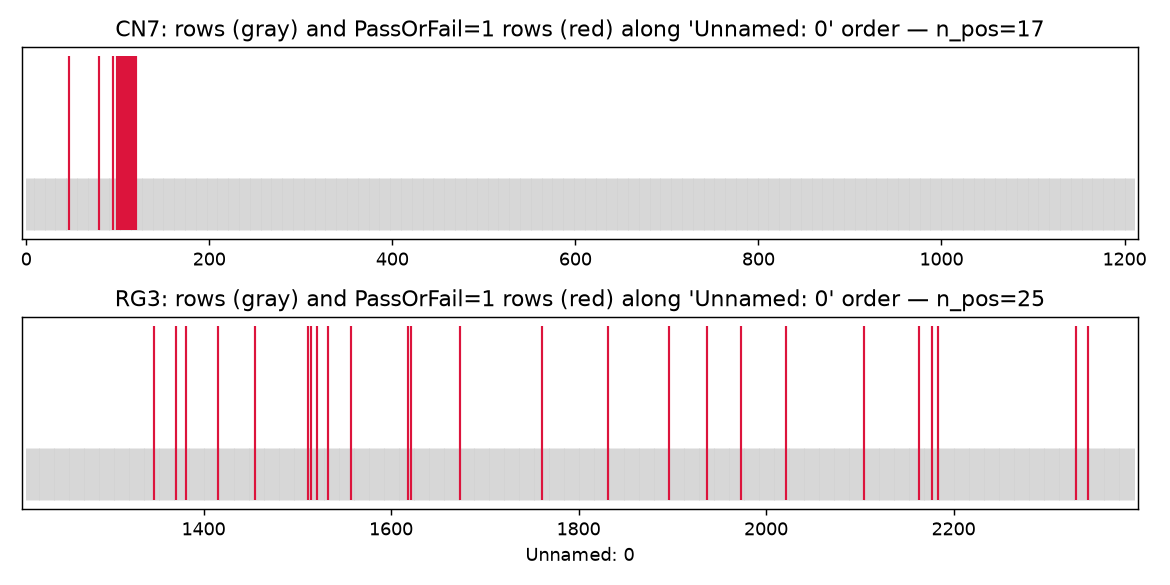 CN7: rows (gray) and PassOrFail=1 rows (red) along 'Unnamed: 0' order — n_pos=17
0 200 400 600 800 1000 1200
RG3: rows (gray) and PassOrFail=1 rows (red) along 'Unnamed: 0' order — n_pos=25
1400 1600 1800 2000 2200
Unnamed: 0